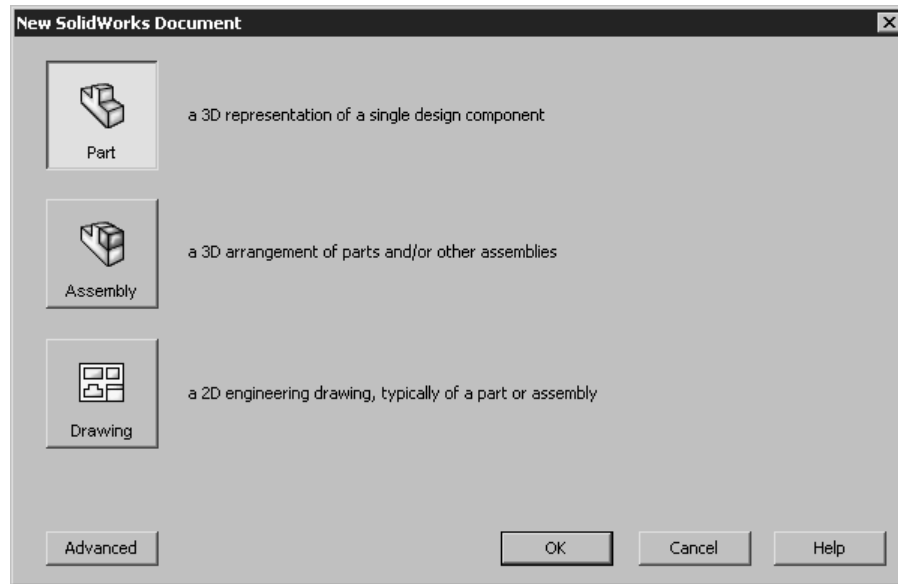 New SolidWorks Document
Part
a 3D representation of a single design component
Assembly
a 3D arrangement of parts and/or other assemblies
Drawing
a 2D engineering drawing, typically of a part or assembly
Advanced
OK
Cancel
Help